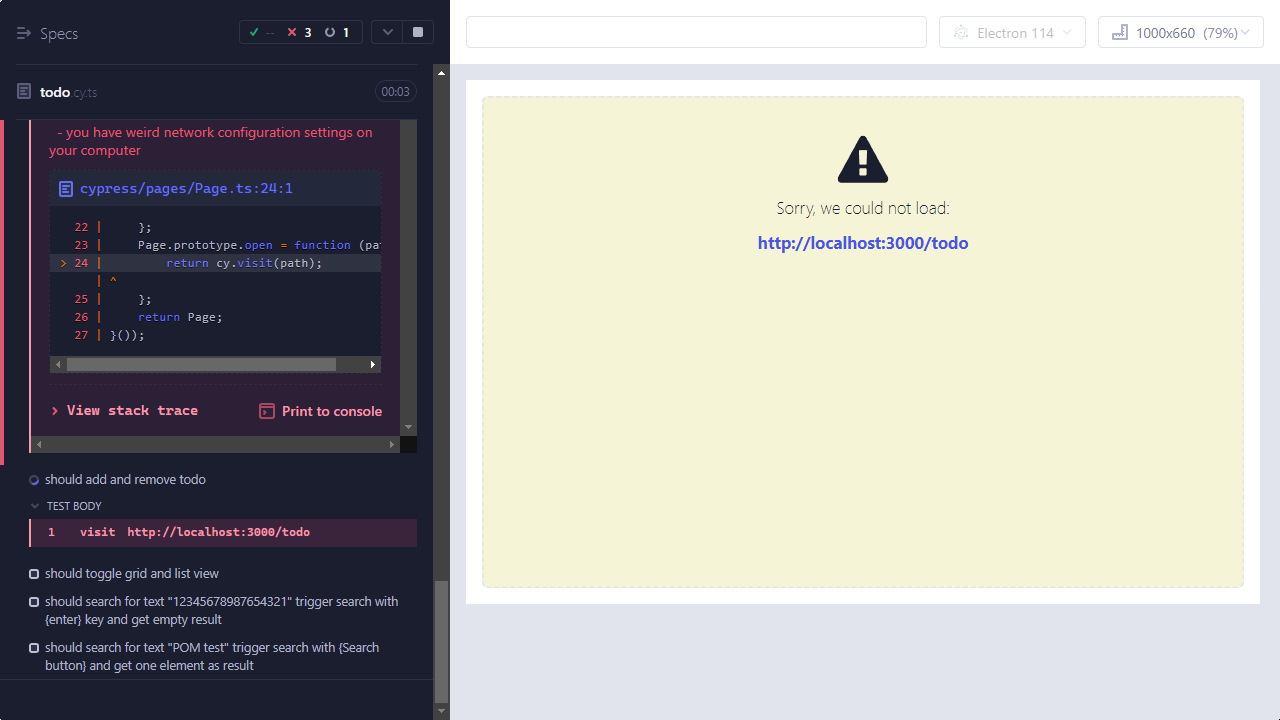 Specs
-- 3 1
todo.cy.ts
00:03
- you have weird network configuration settings on
your computer
cypress/pages/Page.ts:24:1
22 | };
23 | Page.prototype.open = function (pat
> 24 | return cy.visit(path);
| ^
25 | };
26 | return Page;
27 | }());
> View stack trace
Print to console
should add and remove todo
TEST BODY
1 visit http://localhost:3000/todo
should toggle grid and list view
should search for text "12345678987654321" trigger search with
{enter} key and get empty result
should search for text "POM test" trigger search with {Search
button} and get one element as result
Electron 114
1000x660 (79%)
Sorry, we could not load:
http://localhost:3000/todo